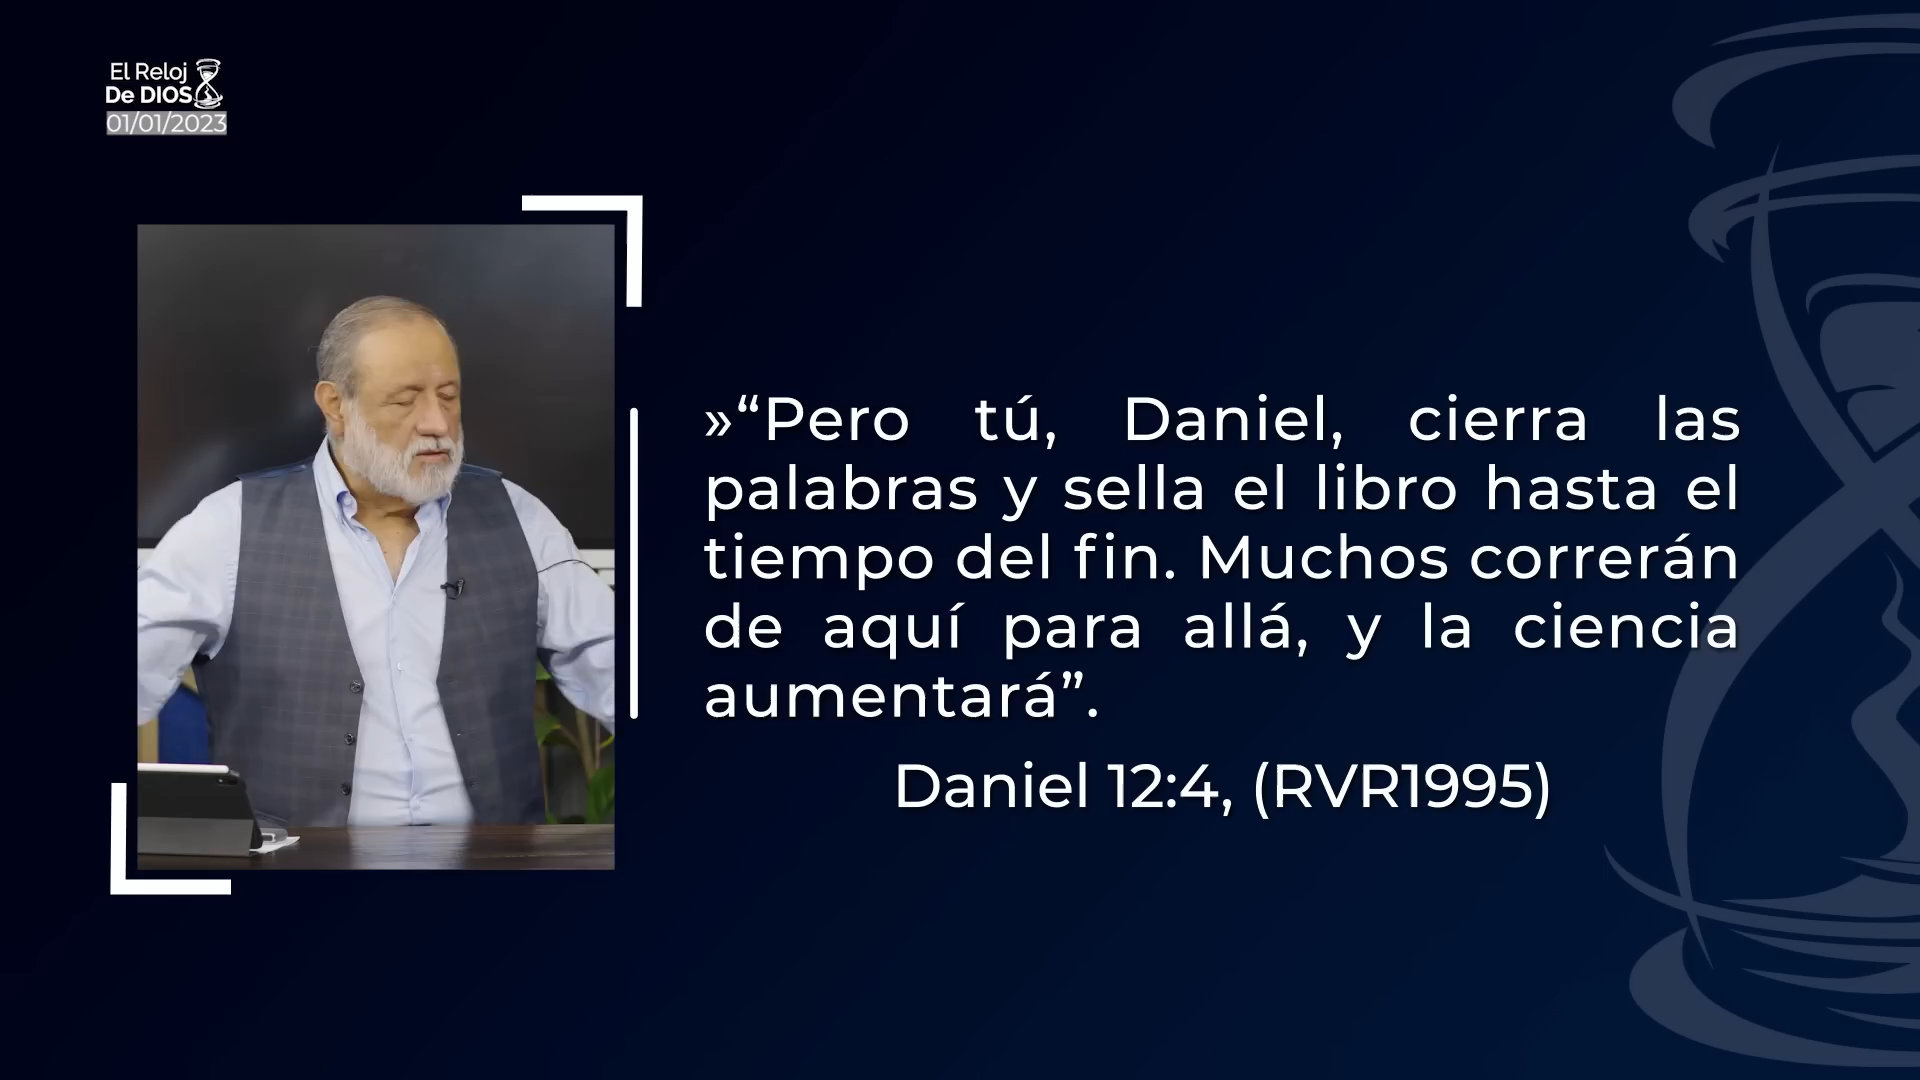 El Reloj
De DIOS
01/01/2023
»“Pero tú, Daniel, cierra las
palabras y sella el libro hasta el
tiempo del fin. Muchos correrán
de aquí para allá, y la ciencia
aumentará”.
Daniel 12:4, (RVR1995)